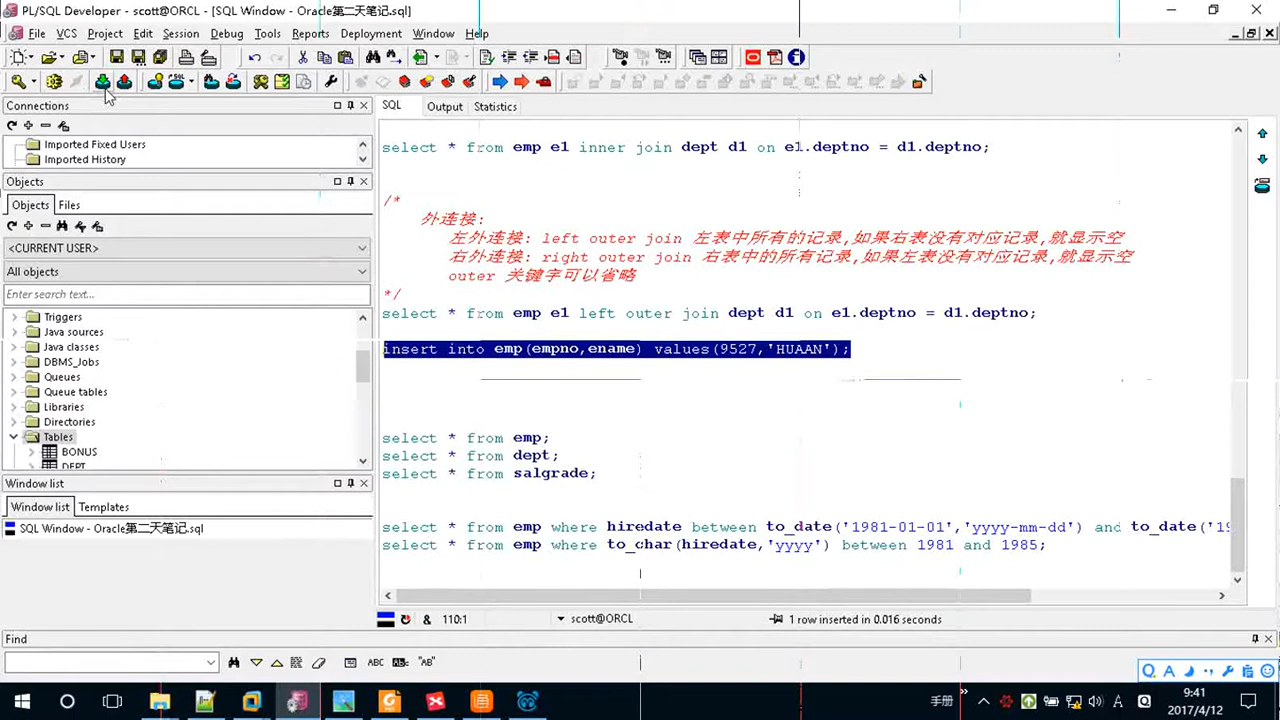 PL/SQL Developer - scott@ORCL - [SQL Window - Oracle第二天笔记.sql]
File VCS Project Edit Session Debug Tools Reports Deployment Window Help
Connections
Imported Fixed Users
Imported History
Objects
Objects Files
<CURRENT USER>
All objects
Enter search text...
Triggers
Java sources
Java classes
DBMS_Jobs
Queues
Queue tables
Libraries
Directories
Tables
BONUS
DEPT
Window list
Window list Templates
SQL Window - Oracle第二天笔记.sql
SQL Output Statistics
select * from emp e1 inner join dept d1 on e1.deptno = d1.deptno;
/*
外连接:
左外连接: left outer join 左表中所有的记录,如果右表没有对应记录,就显示空
右外连接: right outer join 右表中的所有记录,如果左表没有对应记录,就显示空
outer 关键字可以省略
*/
select * from emp e1 left outer join dept d1 on e1.deptno = d1.deptno;
insert into emp(empno,ename) values(9527,'HUAAN');
select * from emp;
select * from dept;
select * from salgrade;
select * from emp where hiredate between to_date('1981-01-01','yyyy-mm-dd') and to_date('19
select * from emp where to_char(hiredate,'yyyy') between 1981 and 1985;
& 110:1 scott@ORCL 1 row inserted in 0.016 seconds
Find
ABC "AB"
手册
9:41
2017/4/12